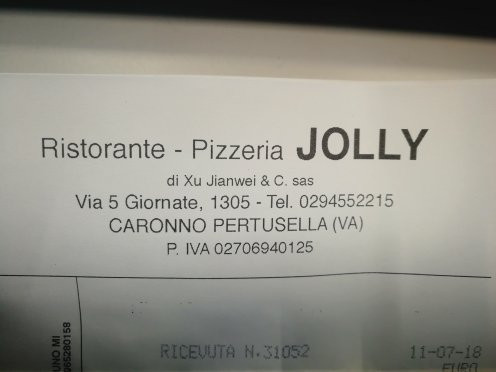 Ristorante - Pizzeria JOLLY
di Xu Jianwei & C. sas
Via 5 Giornate, 1305 - Tel. 0294552215
CARONNO PERTUSELLA (VA)
P. IVA 02706940125
RICEVUTA N.31052 11-07-18
EURO